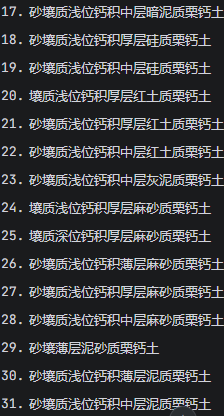 17. 砂壤质浅位钙积中层暗泥质栗钙土
18. 砂壤质浅位钙积厚层硅质栗钙土
19. 砂壤质浅位钙积中层硅质栗钙土
20. 壤质浅位钙积厚层红土质栗钙土
21. 砂壤质浅位钙积厚层红土质栗钙土
22. 砂壤质浅位钙积中层红土质栗钙土
23. 砂壤质浅位钙积中层灰泥质栗钙土
24. 壤质浅位钙积厚层麻砂质栗钙土
25. 壤质深位钙积厚层麻砂质栗钙土
26. 砂壤质浅位钙积薄层麻砂质栗钙土
27. 砂壤质浅位钙积厚层麻砂质栗钙土
28. 砂壤质浅位钙积中层麻砂质栗钙土
29. 砂壤薄层泥砂质栗钙土
30. 砂壤质浅位钙积薄层泥质栗钙土
31. 砂壤质浅位钙积中层泥质栗钙土